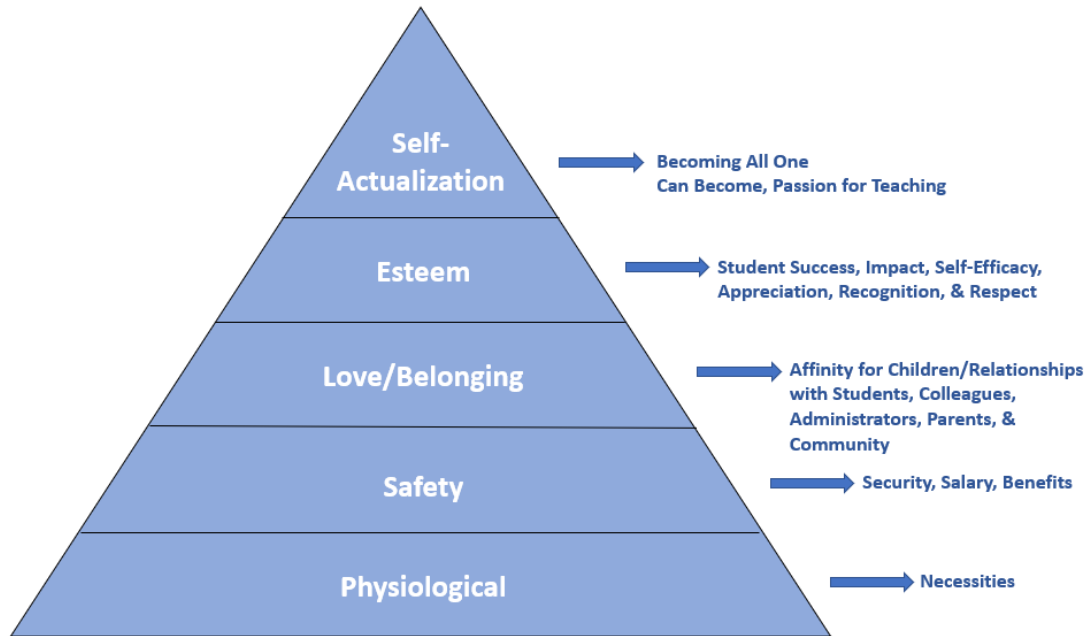 Self-
Actualization
Becoming All One
Can Become, Passion for Teaching
Esteem
Student Success, Impact, Self-Efficacy,
Appreciation, Recognition, & Respect
Love/Belonging
Affinity for Children/Relationships
with Students, Colleagues,
Administrators, Parents, &
Community
Safety
Security, Salary, Benefits
Physiological
Necessities